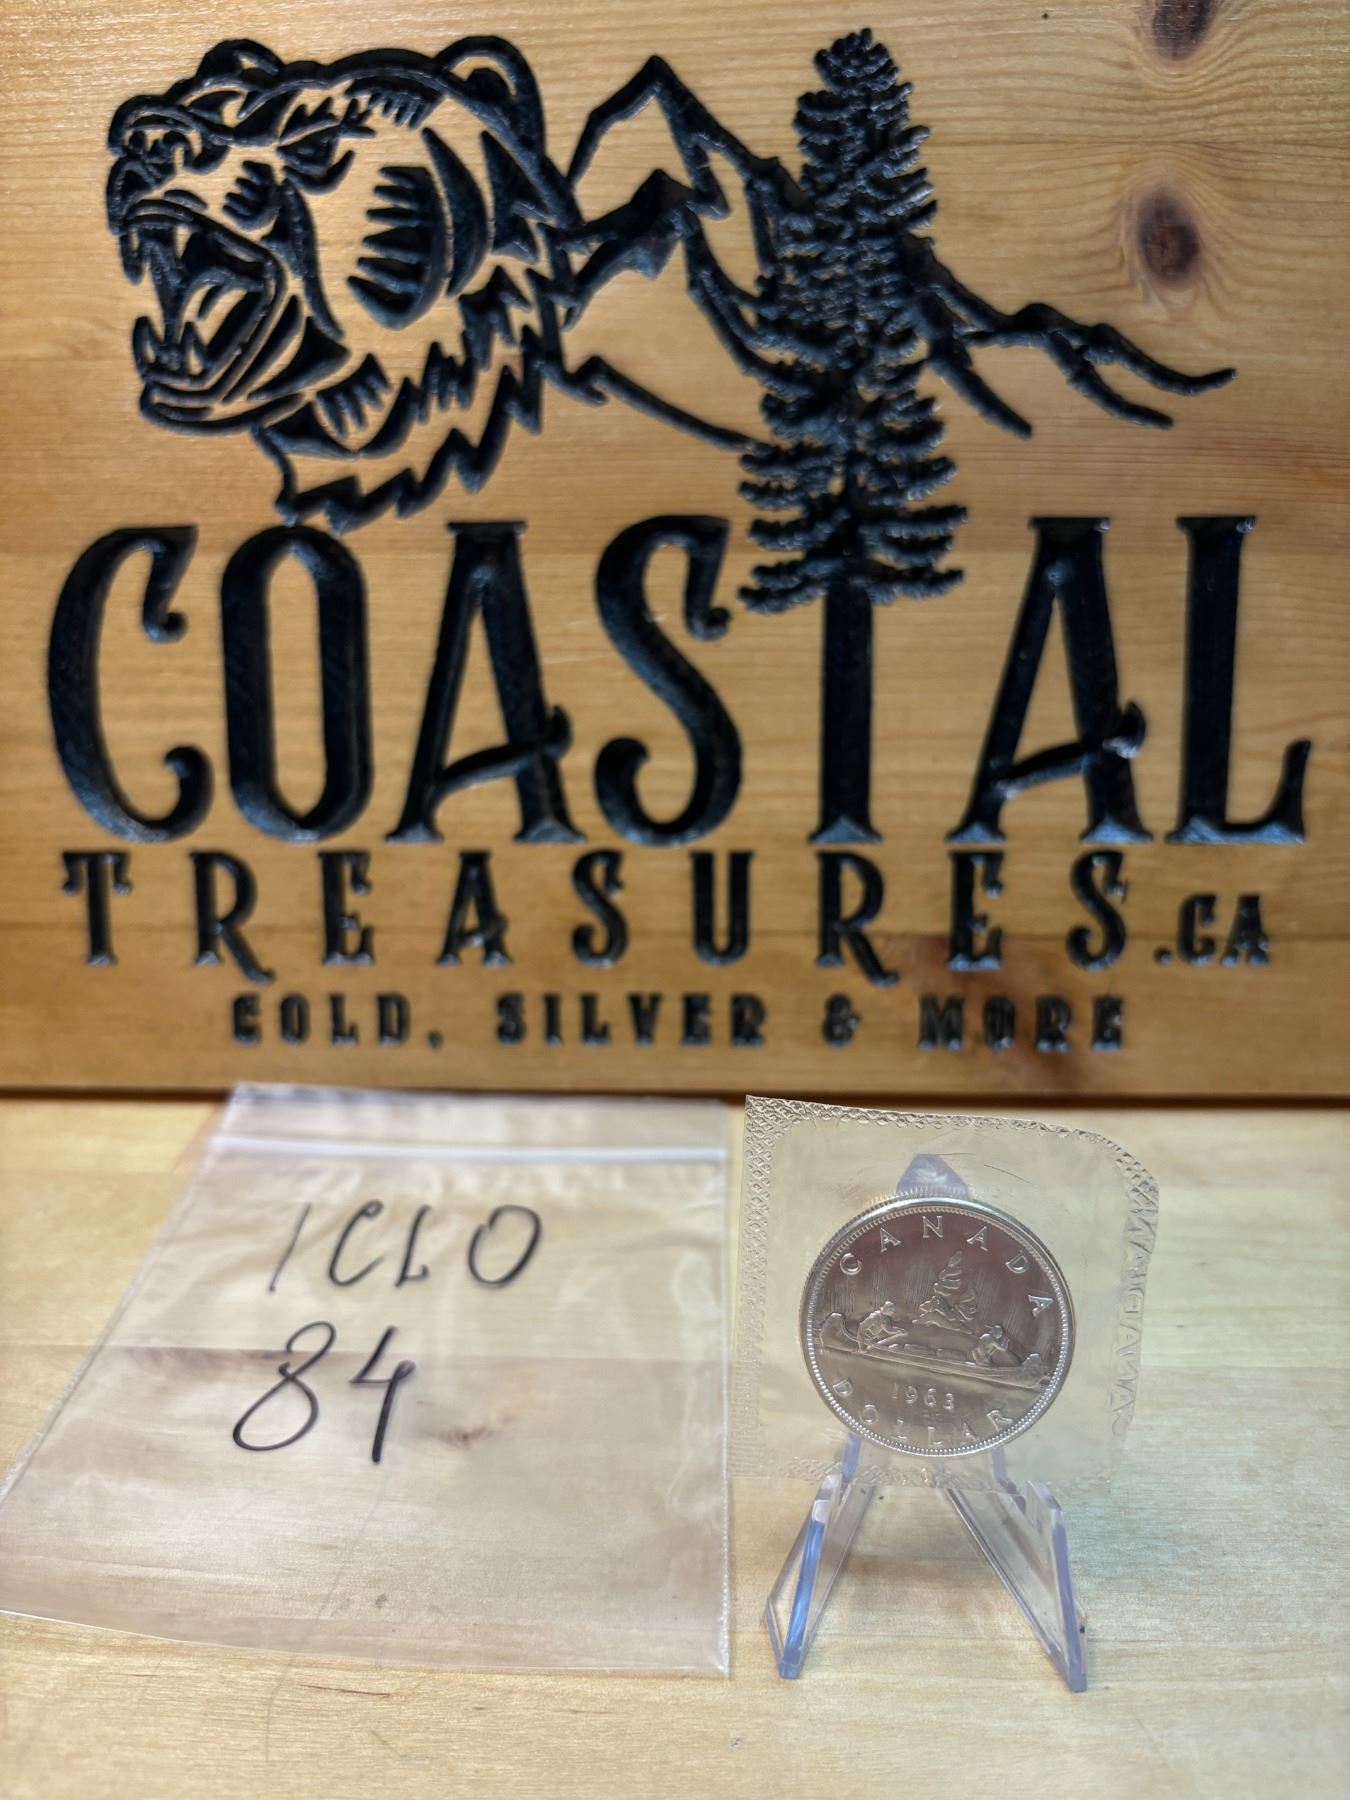 COASTAL
TREASURES.CA
GOLD, SILVER & MORE
ICLO
84
CANADA
1963
DOLLAR